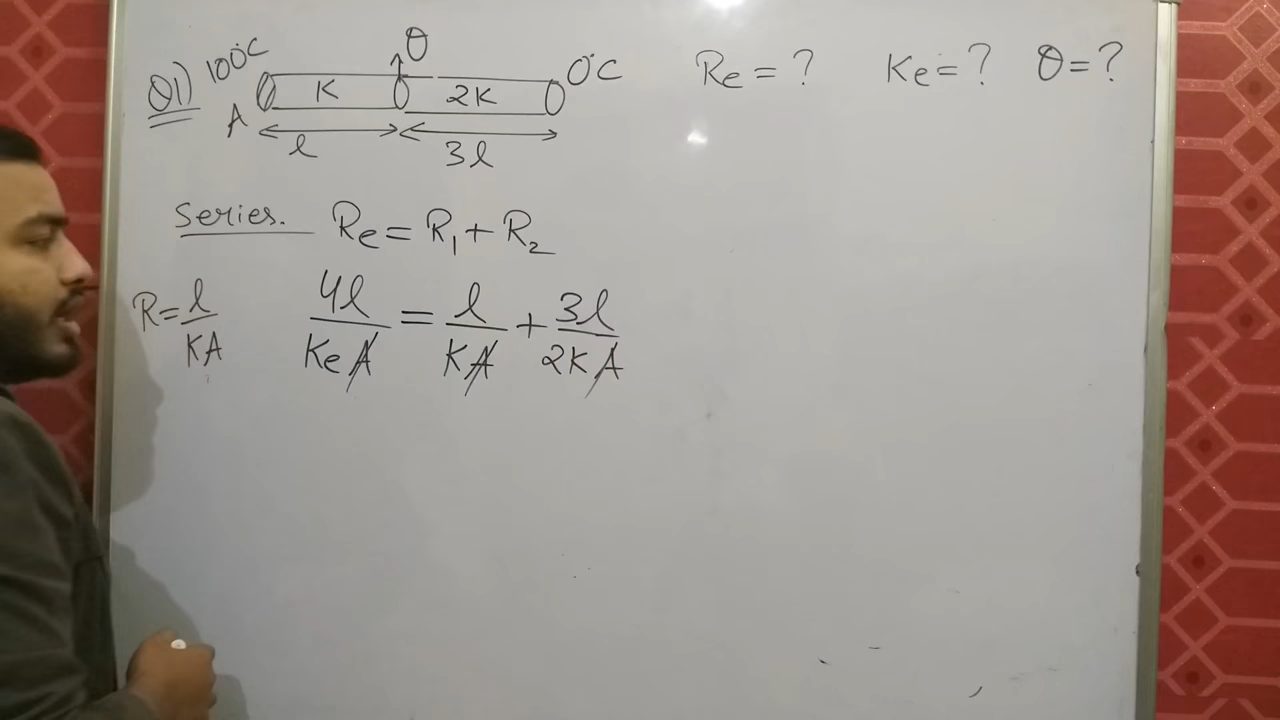 Q1) 100°C K θ 2K 0°C Re = ? Ke = ? θ = ?
A l 3l
Series. Re = R₁ + R₂
R = l/KA 4l/KeA = l/KA + 3l/2KA